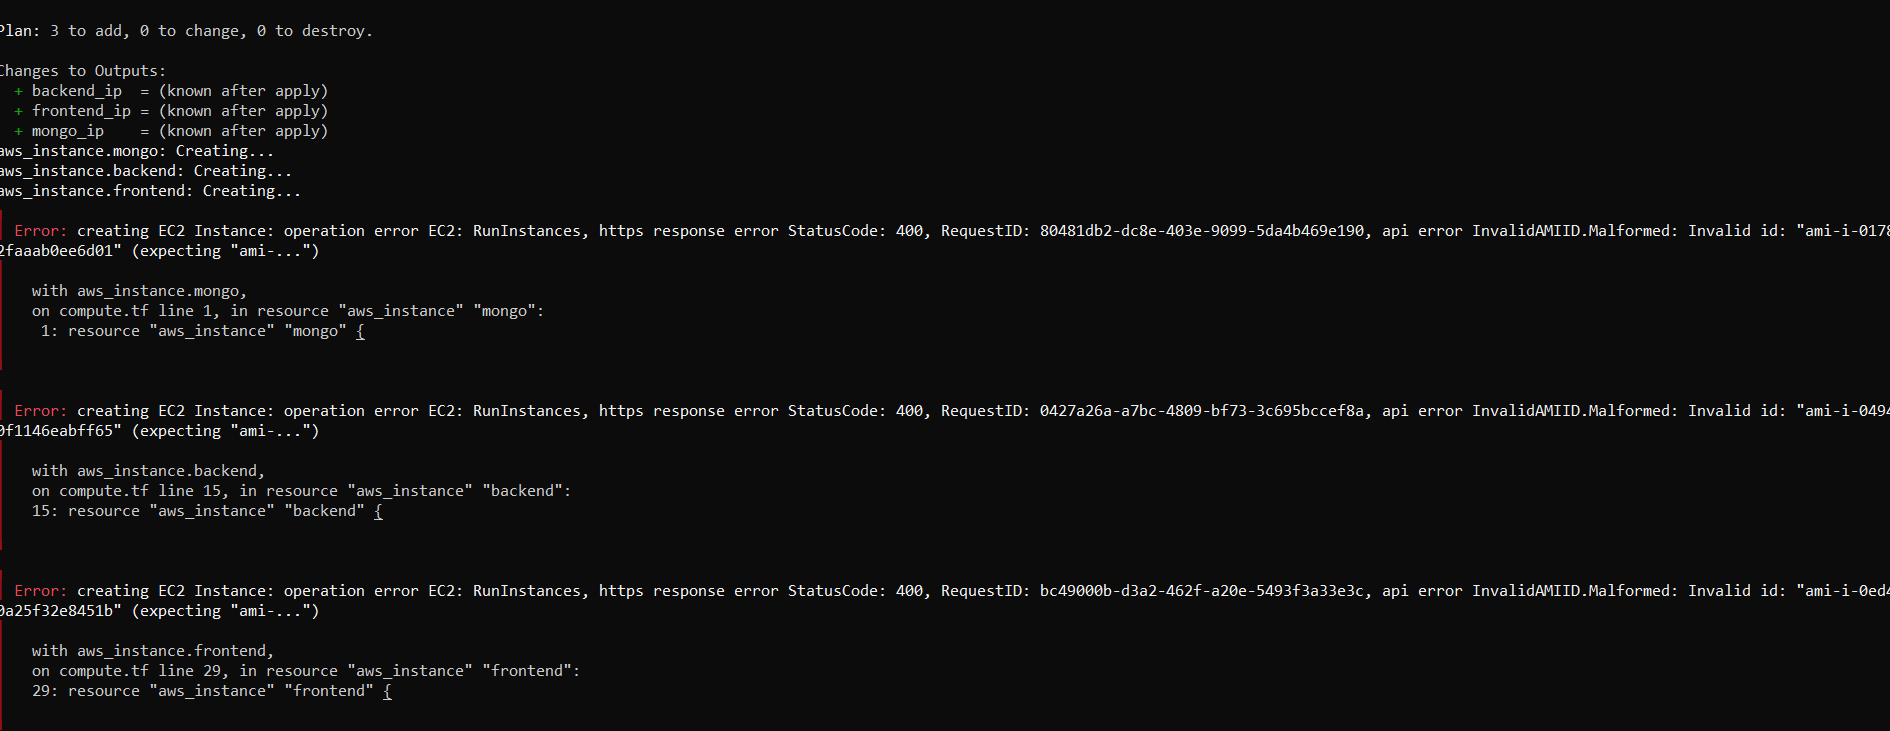 Plan: 3 to add, 0 to change, 0 to destroy.
Changes to Outputs:
+ backend_ip = (known after apply)
+ frontend_ip = (known after apply)
+ mongo_ip = (known after apply)
aws_instance.mongo: Creating...
aws_instance.backend: Creating...
aws_instance.frontend: Creating...
Error: creating EC2 Instance: operation error EC2: RunInstances, https response error StatusCode: 400, RequestID: 80481db2-dc8e-403e-9099-5da4b469e190, api error InvalidAMIID.Malformed: Invalid id: "ami-i-0178
2faaab0ee6d01" (expecting "ami-...")
with aws_instance.mongo,
on compute.tf line 1, in resource "aws_instance" "mongo":
1: resource "aws_instance" "mongo" {
Error: creating EC2 Instance: operation error EC2: RunInstances, https response error StatusCode: 400, RequestID: 0427a26a-a7bc-4809-bf73-3c695bccef8a, api error InvalidAMIID.Malformed: Invalid id: "ami-i-0494
0f1146eabff65" (expecting "ami-...")
with aws_instance.backend,
on compute.tf line 15, in resource "aws_instance" "backend":
15: resource "aws_instance" "backend" {
Error: creating EC2 Instance: operation error EC2: RunInstances, https response error StatusCode: 400, RequestID: bc49000b-d3a2-462f-a20e-5493f3a33e3c, api error InvalidAMIID.Malformed: Invalid id: "ami-i-0ed4
0a25f32e8451b" (expecting "ami-...")
with aws_instance.frontend,
on compute.tf line 29, in resource "aws_instance" "frontend":
29: resource "aws_instance" "frontend" {